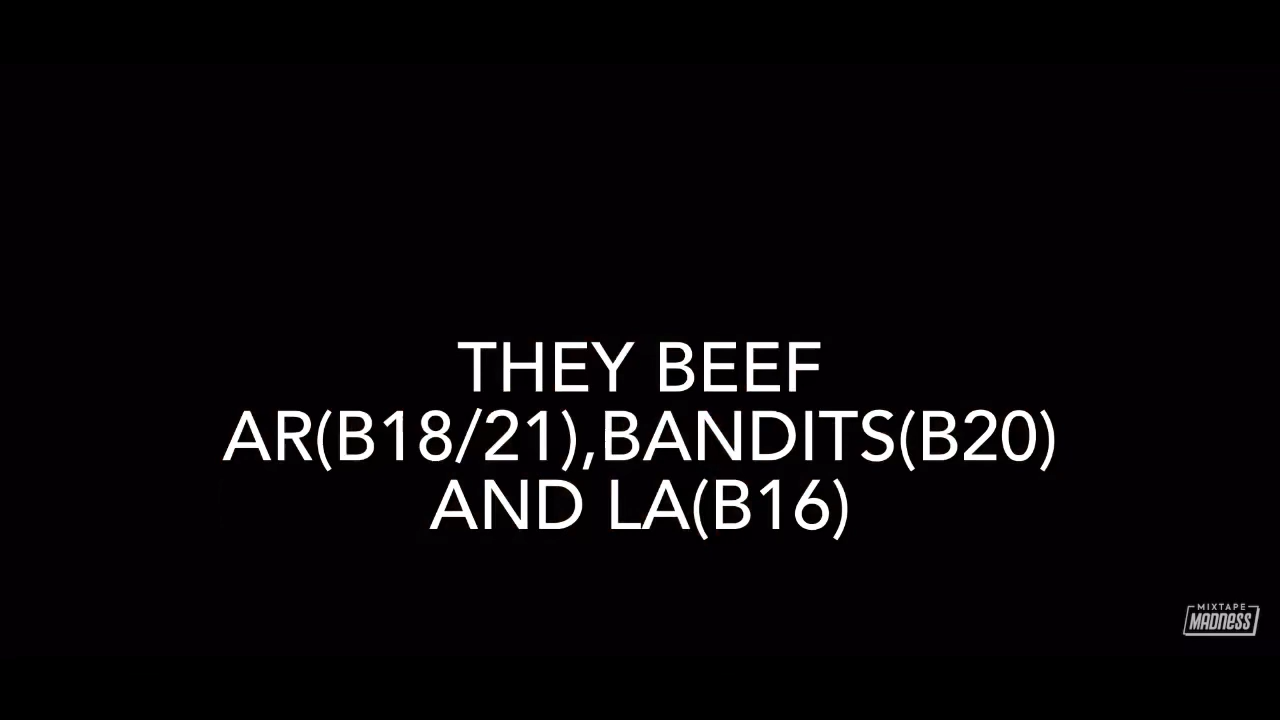 THEY BEEF
AR(B18/21),BANDITS(B20)
AND LA(B16)
MIXTAPE
MADNESS